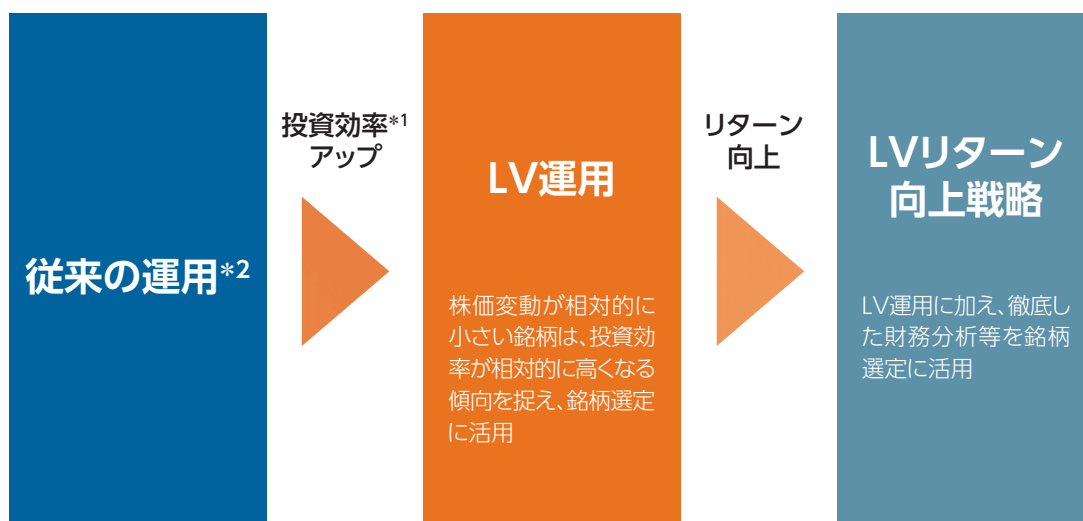 従来の運用*2
投資効率*1
アップ
LV運用
株価変動が相対的に
小さい銘柄は、投資効
率が相対的に高くなる
傾向を捉え、銘柄選定
に活用
リターン
向上
LVリターン
向上戦略
LV運用に加え、徹底し
た財務分析等を銘柄
選定に活用